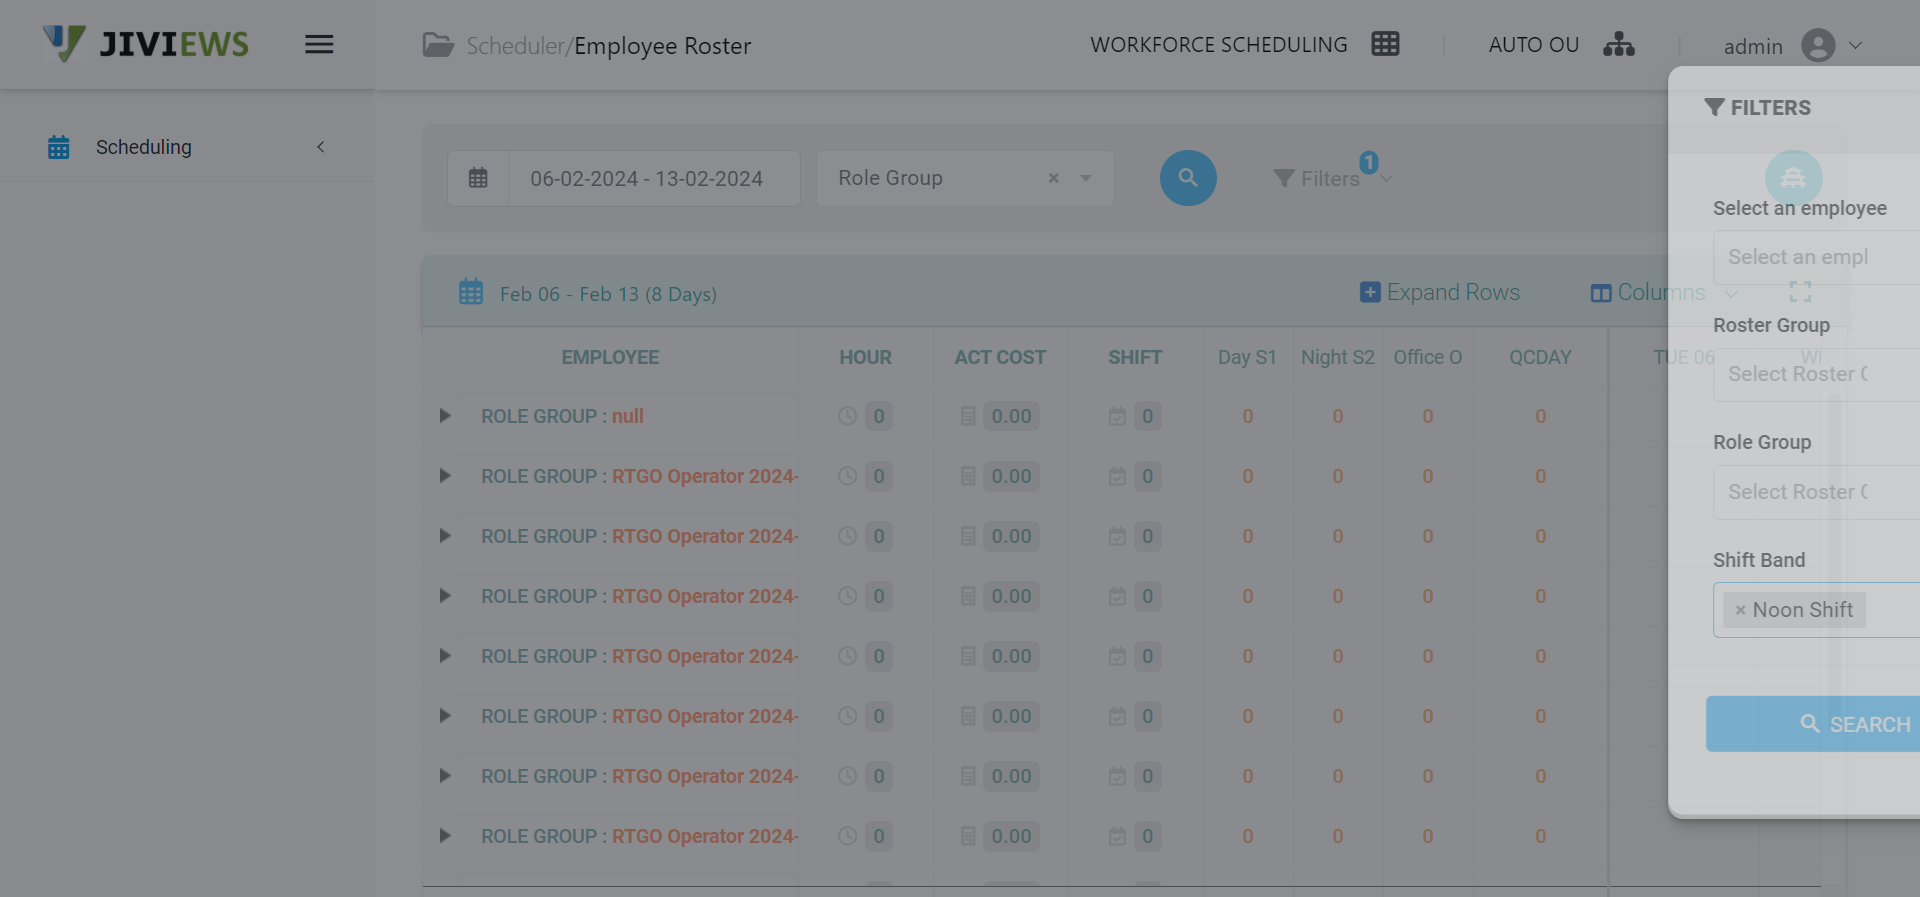 JIVIEWS
Scheduler/Employee Roster
WORKFORCE SCHEDULING
AUTO OU
admin
Scheduling
06-02-2024 - 13-02-2024
Role Group
×
Filters
1
FILTERS
Select an employee
Select an empl
Roster Group
Select Roster
Role Group
Select Roster
Shift Band
× Noon Shift
SEARCH
Feb 06 - Feb 13 (8 Days)
Expand Rows
Columns
EMPLOYEE HOUR ACT COST SHIFT Day S1 Night S2 Office O QCDAY TUE 06
ROLE GROUP : null 0 0.00 0 0 0 0 0
ROLE GROUP : RTGO Operator 2024- 0 0.00 0 0 0 0 0
ROLE GROUP : RTGO Operator 2024- 0 0.00 0 0 0 0 0
ROLE GROUP : RTGO Operator 2024- 0 0.00 0 0 0 0 0
ROLE GROUP : RTGO Operator 2024- 0 0.00 0 0 0 0 0
ROLE GROUP : RTGO Operator 2024- 0 0.00 0 0 0 0 0
ROLE GROUP : RTGO Operator 2024- 0 0.00 0 0 0 0 0
ROLE GROUP : RTGO Operator 2024- 0 0.00 0 0 0 0 0